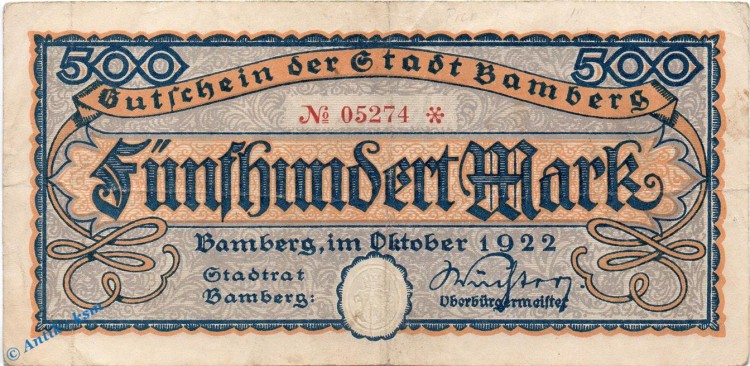 500 500
Gutschein der Stadt Bamberg
№ 05274 *
Fünfhundert Mark
Bamberg, im Oktober 1922
Stadtrat
Bamberg:
Oberbürgermeister